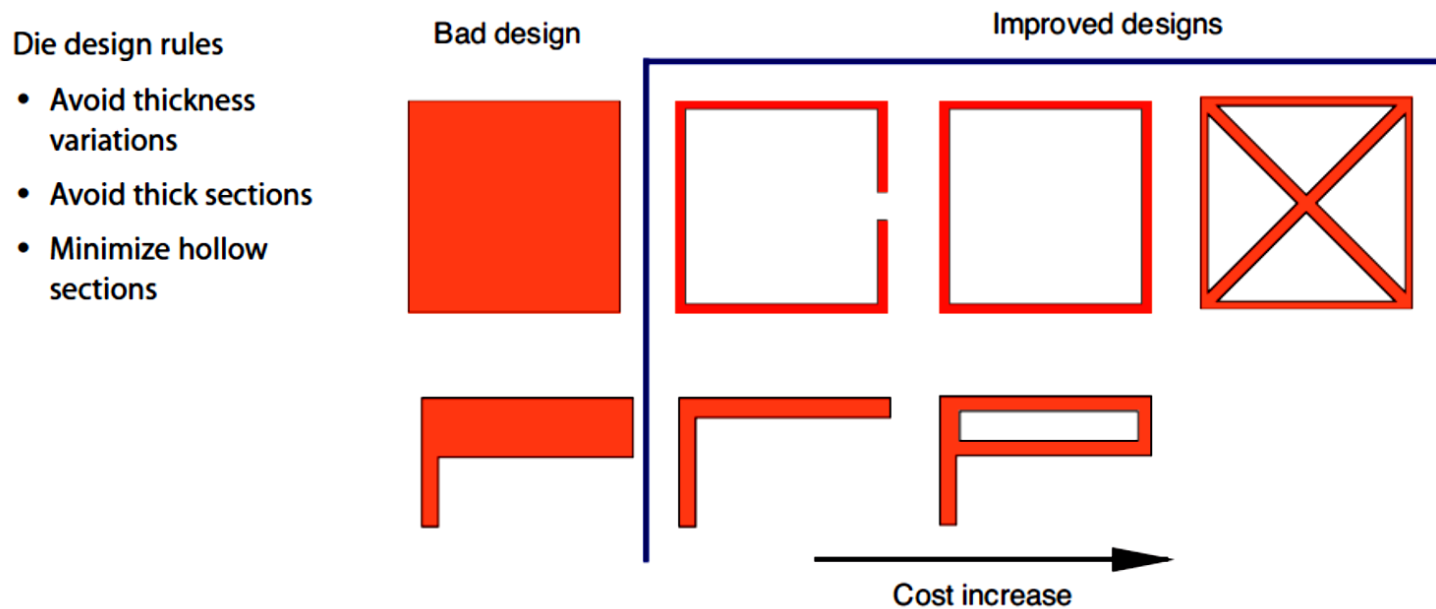 Die design rules
• Avoid thickness
variations
• Avoid thick sections
• Minimize hollow
sections
Bad design
Improved designs
Cost increase